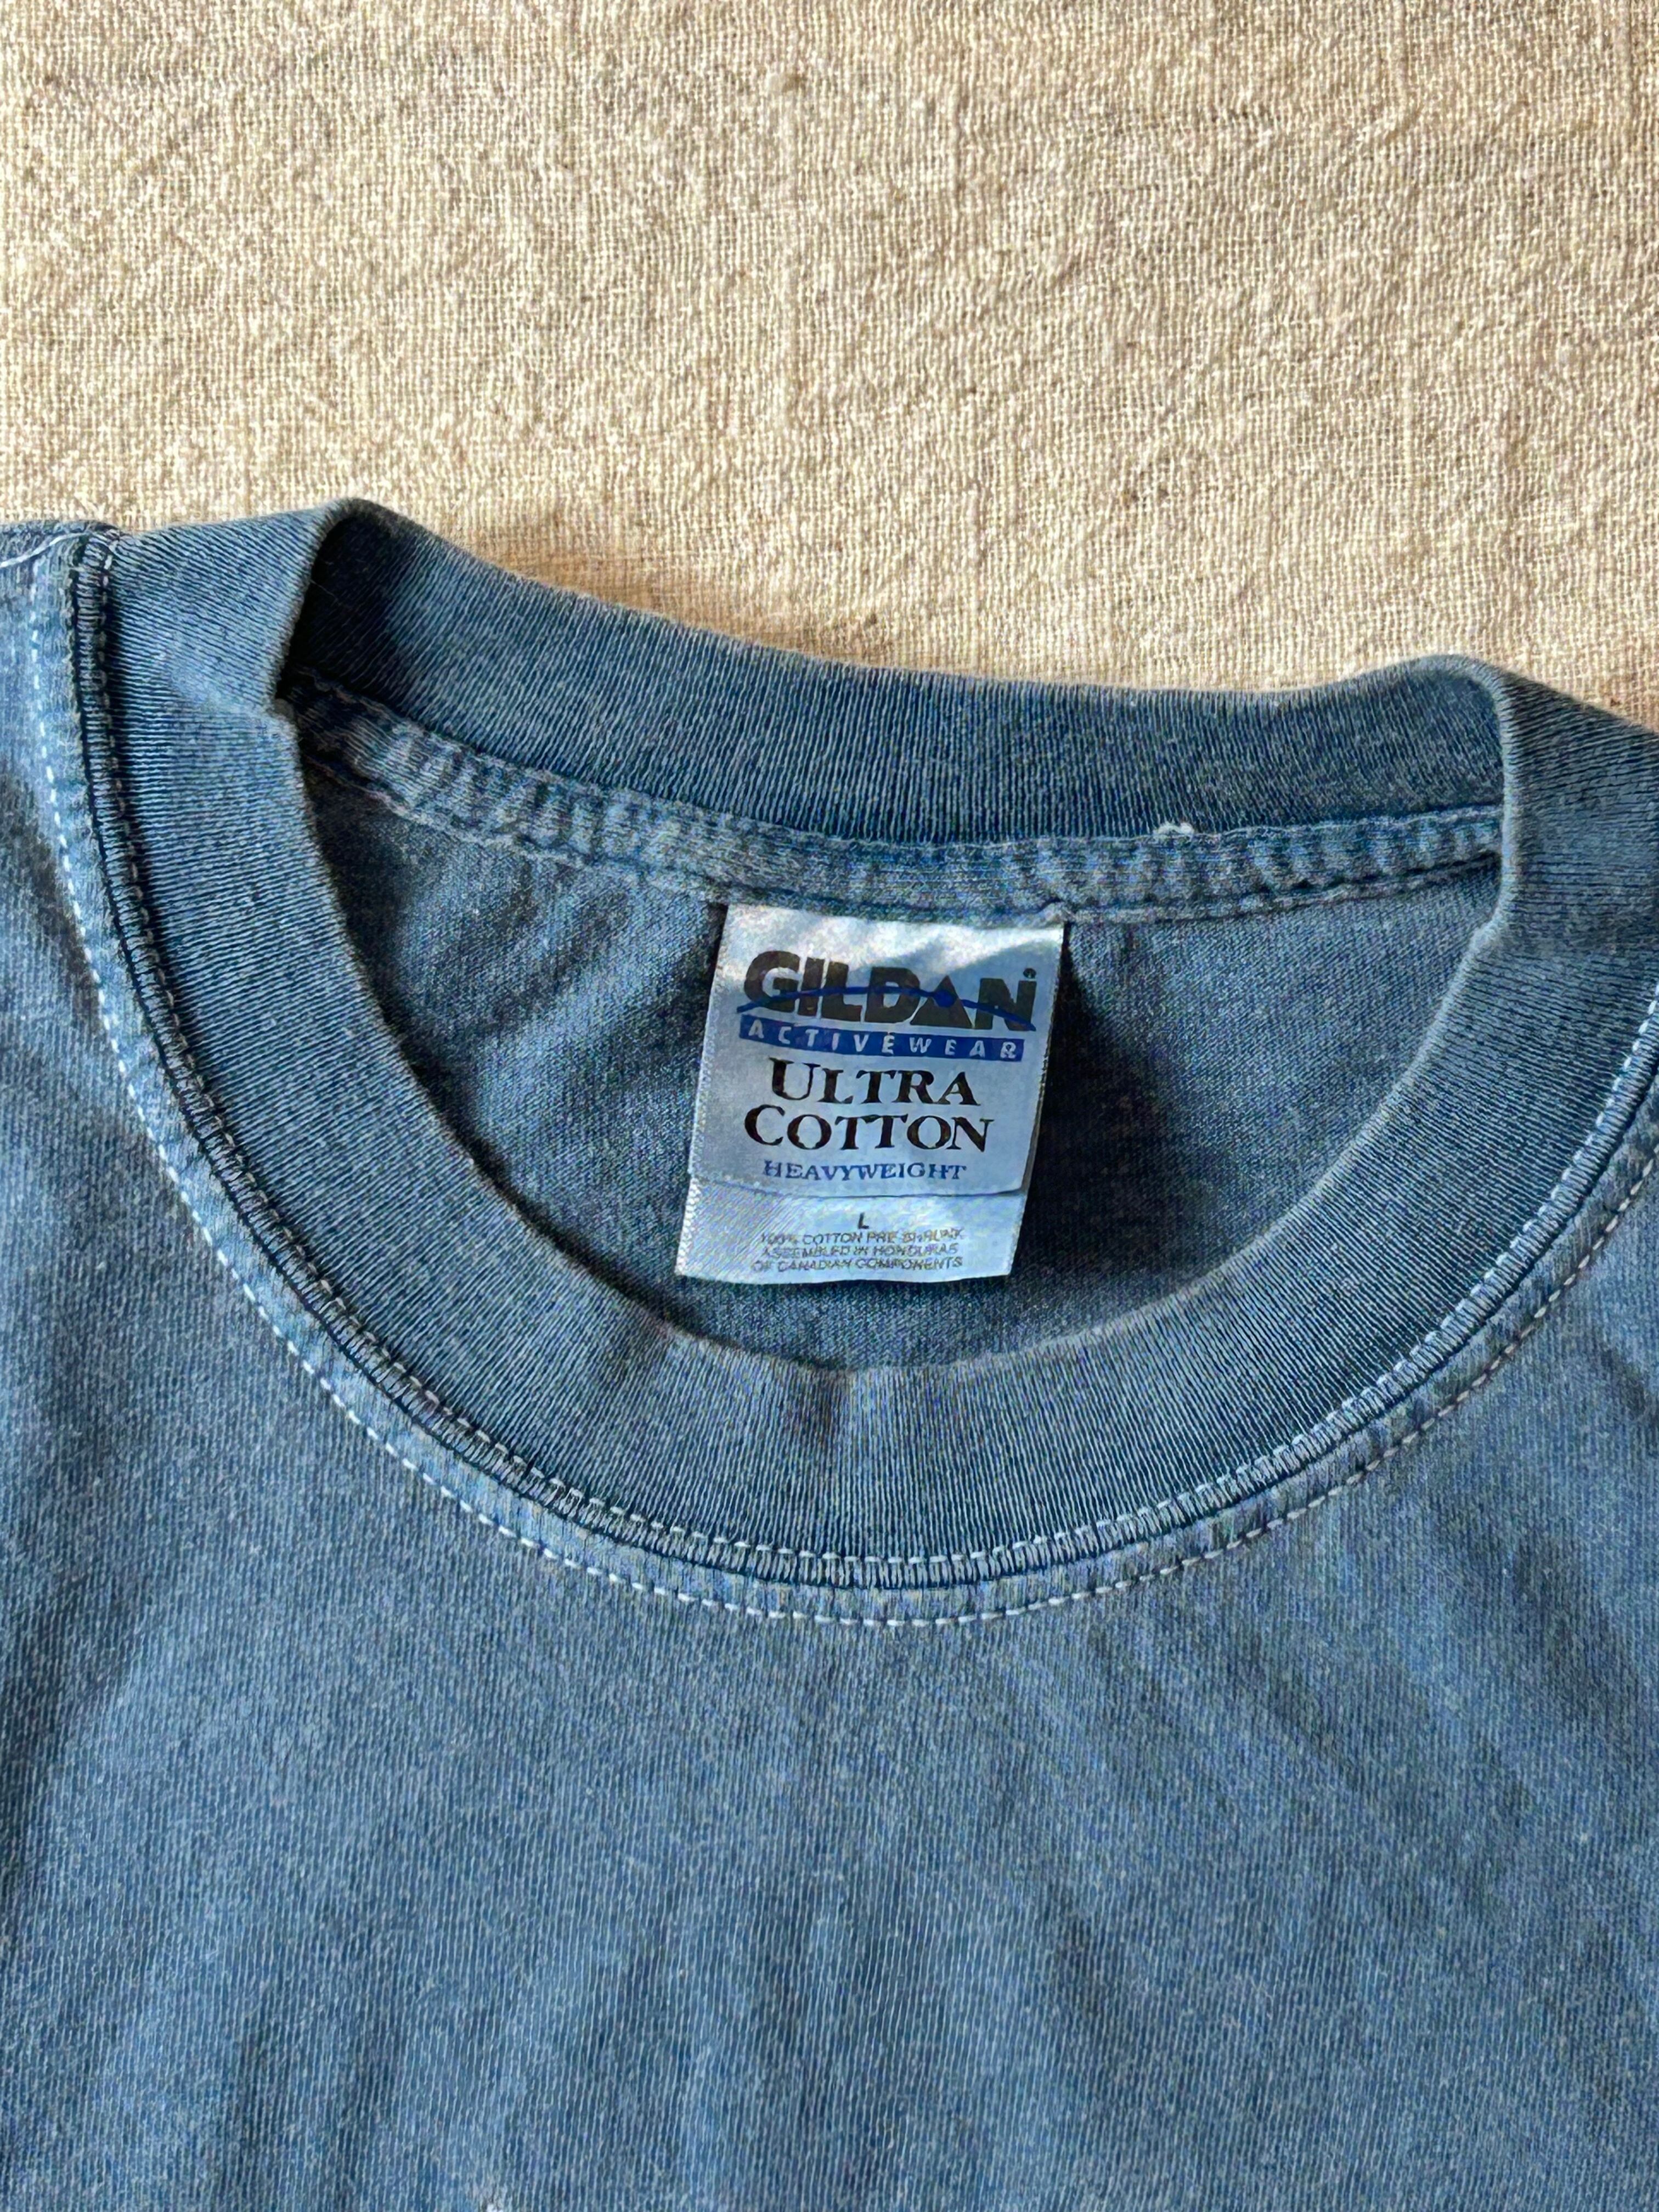 GILDAN®
ACTIVEWEAR
ULTRA
COTTON
HEAVYWEIGHT
L
100% COTTON PRE-SHRUNK
ASSEMBLED IN HONDURAS
OF CANADIAN COMPONENTS